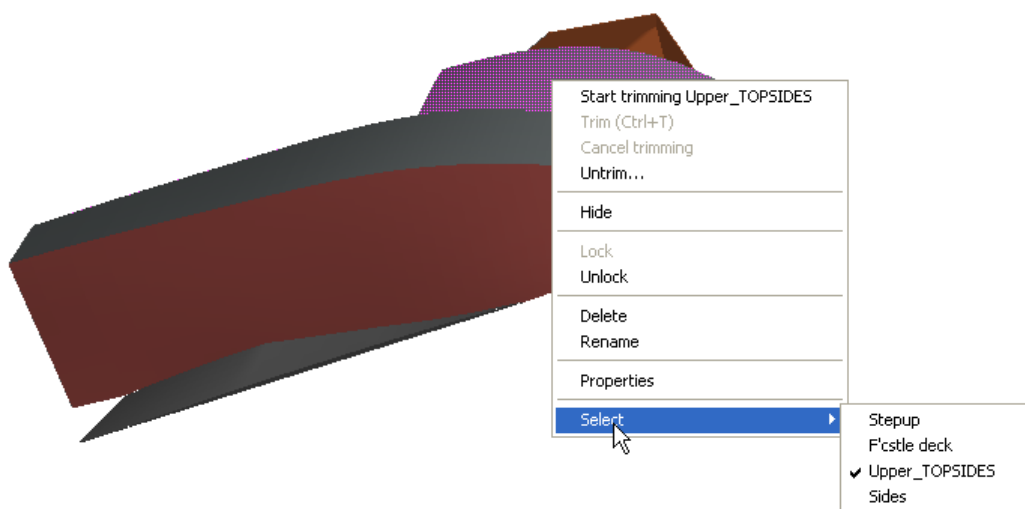 Start trimming Upper_TOPSIDES
Trim (Ctrl+T)
Cancel trimming
Untrim...
Hide
Lock
Unlock
Delete
Rename
Properties
Select
Stepup
F'cstle deck
Upper_TOPSIDES
Sides